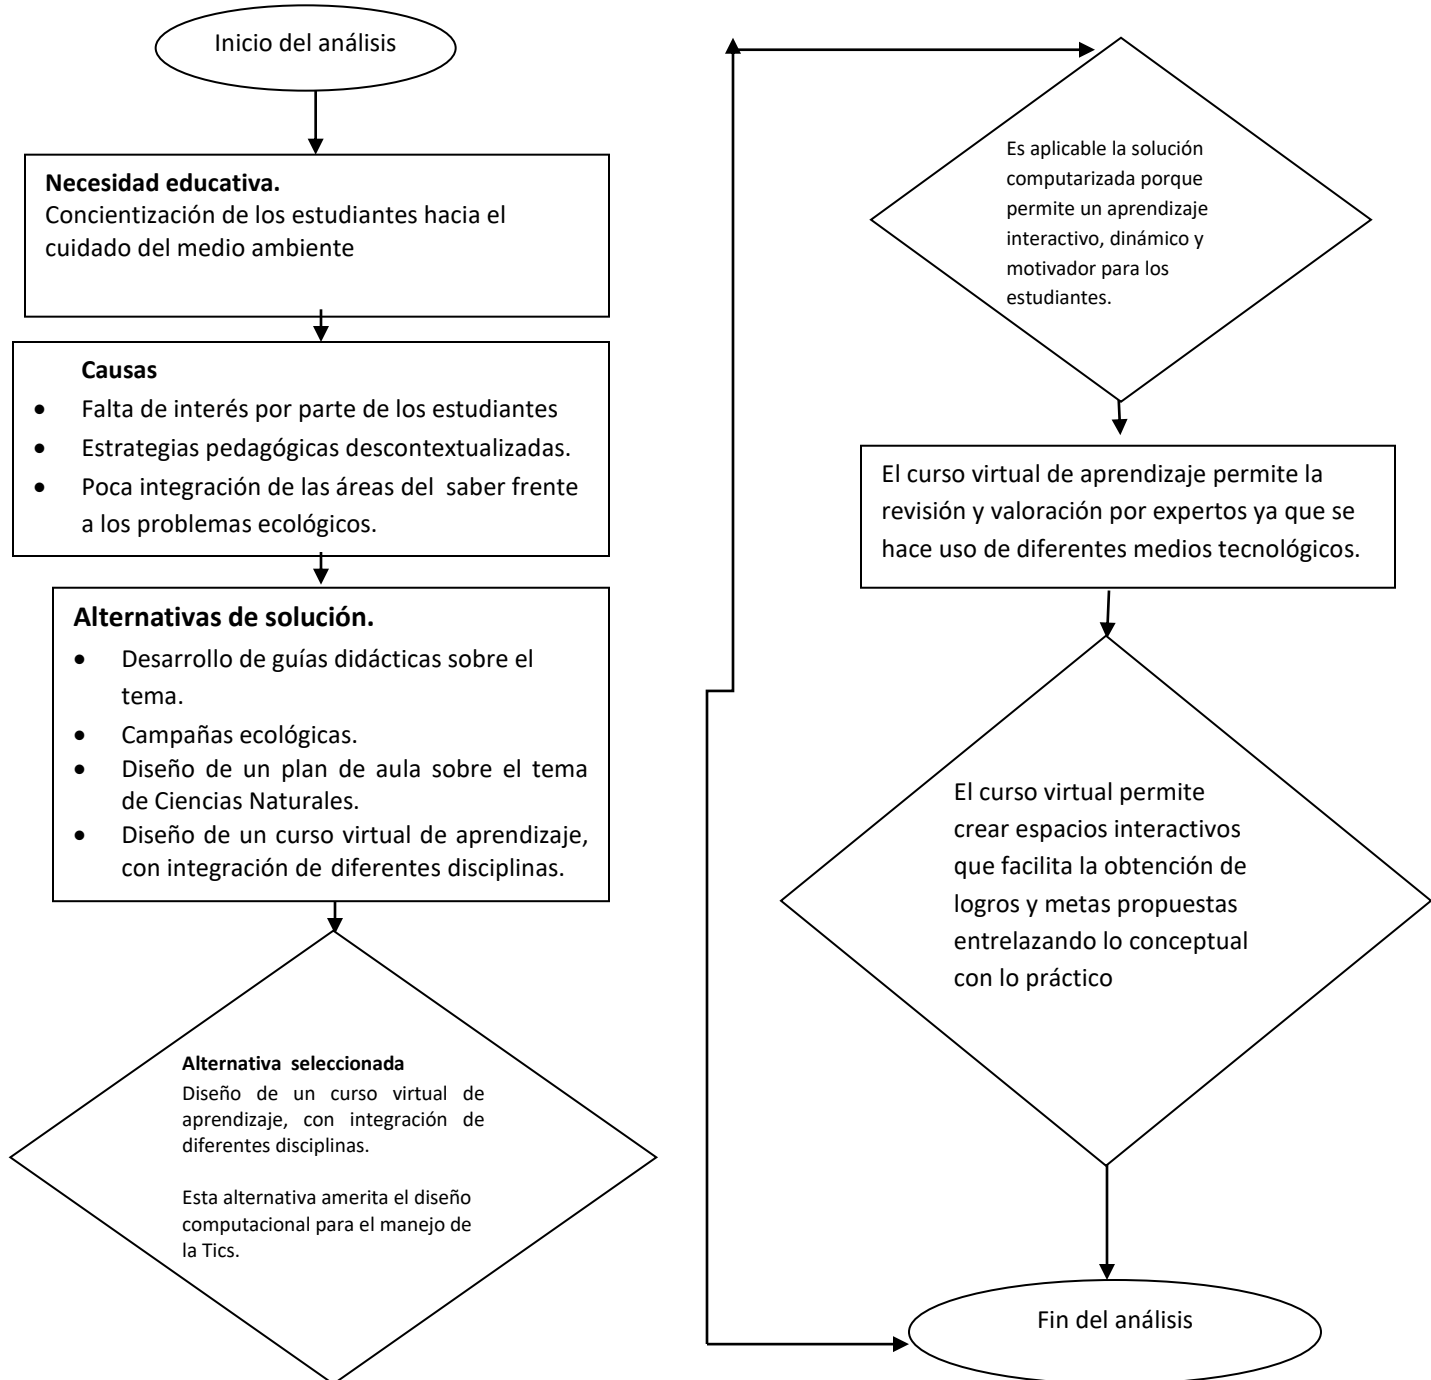 Inicio del análisis
Necesidad educativa.
Concientización de los estudiantes hacia el
cuidado del medio ambiente
Causas
• Falta de interés por parte de los estudiantes
• Estrategias pedagógicas descontextualizadas.
• Poca integración de las áreas del saber frente
a los problemas ecológicos.
Alternativas de solución.
• Desarrollo de guías didácticas sobre el
tema.
• Campañas ecológicas.
• Diseño de un plan de aula sobre el tema
de Ciencias Naturales.
• Diseño de un curso virtual de aprendizaje,
con integración de diferentes disciplinas.
Alternativa seleccionada
Diseño de un curso virtual de
aprendizaje, con integración de
diferentes disciplinas.
Esta alternativa amerita el diseño
computacional para el manejo de
la Tics.
Es aplicable la solución
computarizada porque
permite un aprendizaje
interactivo, dinámico y
motivador para los
estudiantes.
El curso virtual de aprendizaje permite la
revisión y valoración por expertos ya que se
hace uso de diferentes medios tecnológicos.
El curso virtual permite
crear espacios interactivos
que facilita la obtención de
logros y metas propuestas
entrelazando lo conceptual
con lo práctico
Fin del análisis